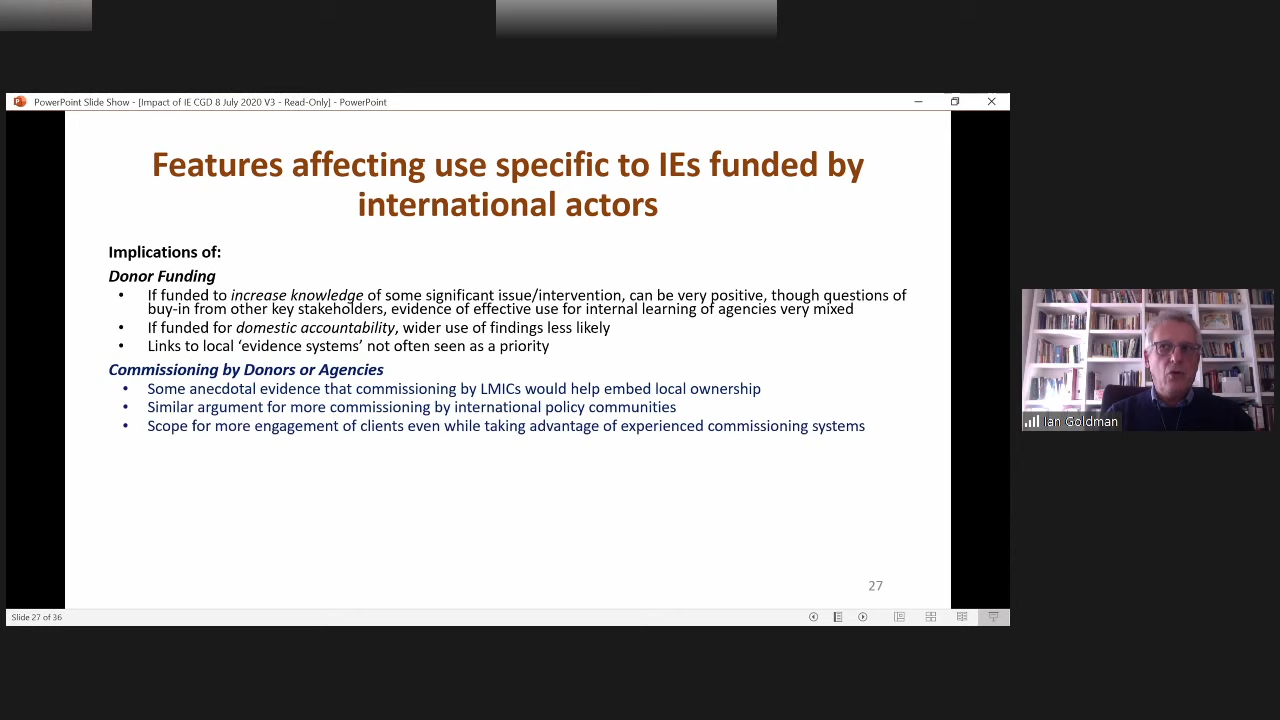 PowerPoint Slide Show - [Impact of IE CGD 8 July 2020 V3 - Read-Only] - PowerPoint
Features affecting use specific to IEs funded by
international actors
Implications of:
Donor Funding
• If funded to increase knowledge of some significant issue/intervention, can be very positive, though questions of
buy-in from other key stakeholders, evidence of effective use for internal learning of agencies very mixed
• If funded for domestic accountability, wider use of findings less likely
• Links to local ‘evidence systems’ not often seen as a priority
Commissioning by Donors or Agencies
• Some anecdotal evidence that commissioning by LMICs would help embed local ownership
• Similar argument for more commissioning by international policy communities
• Scope for more engagement of clients even while taking advantage of experienced commissioning systems
27
Slide 27 of 36
Ian Goldman